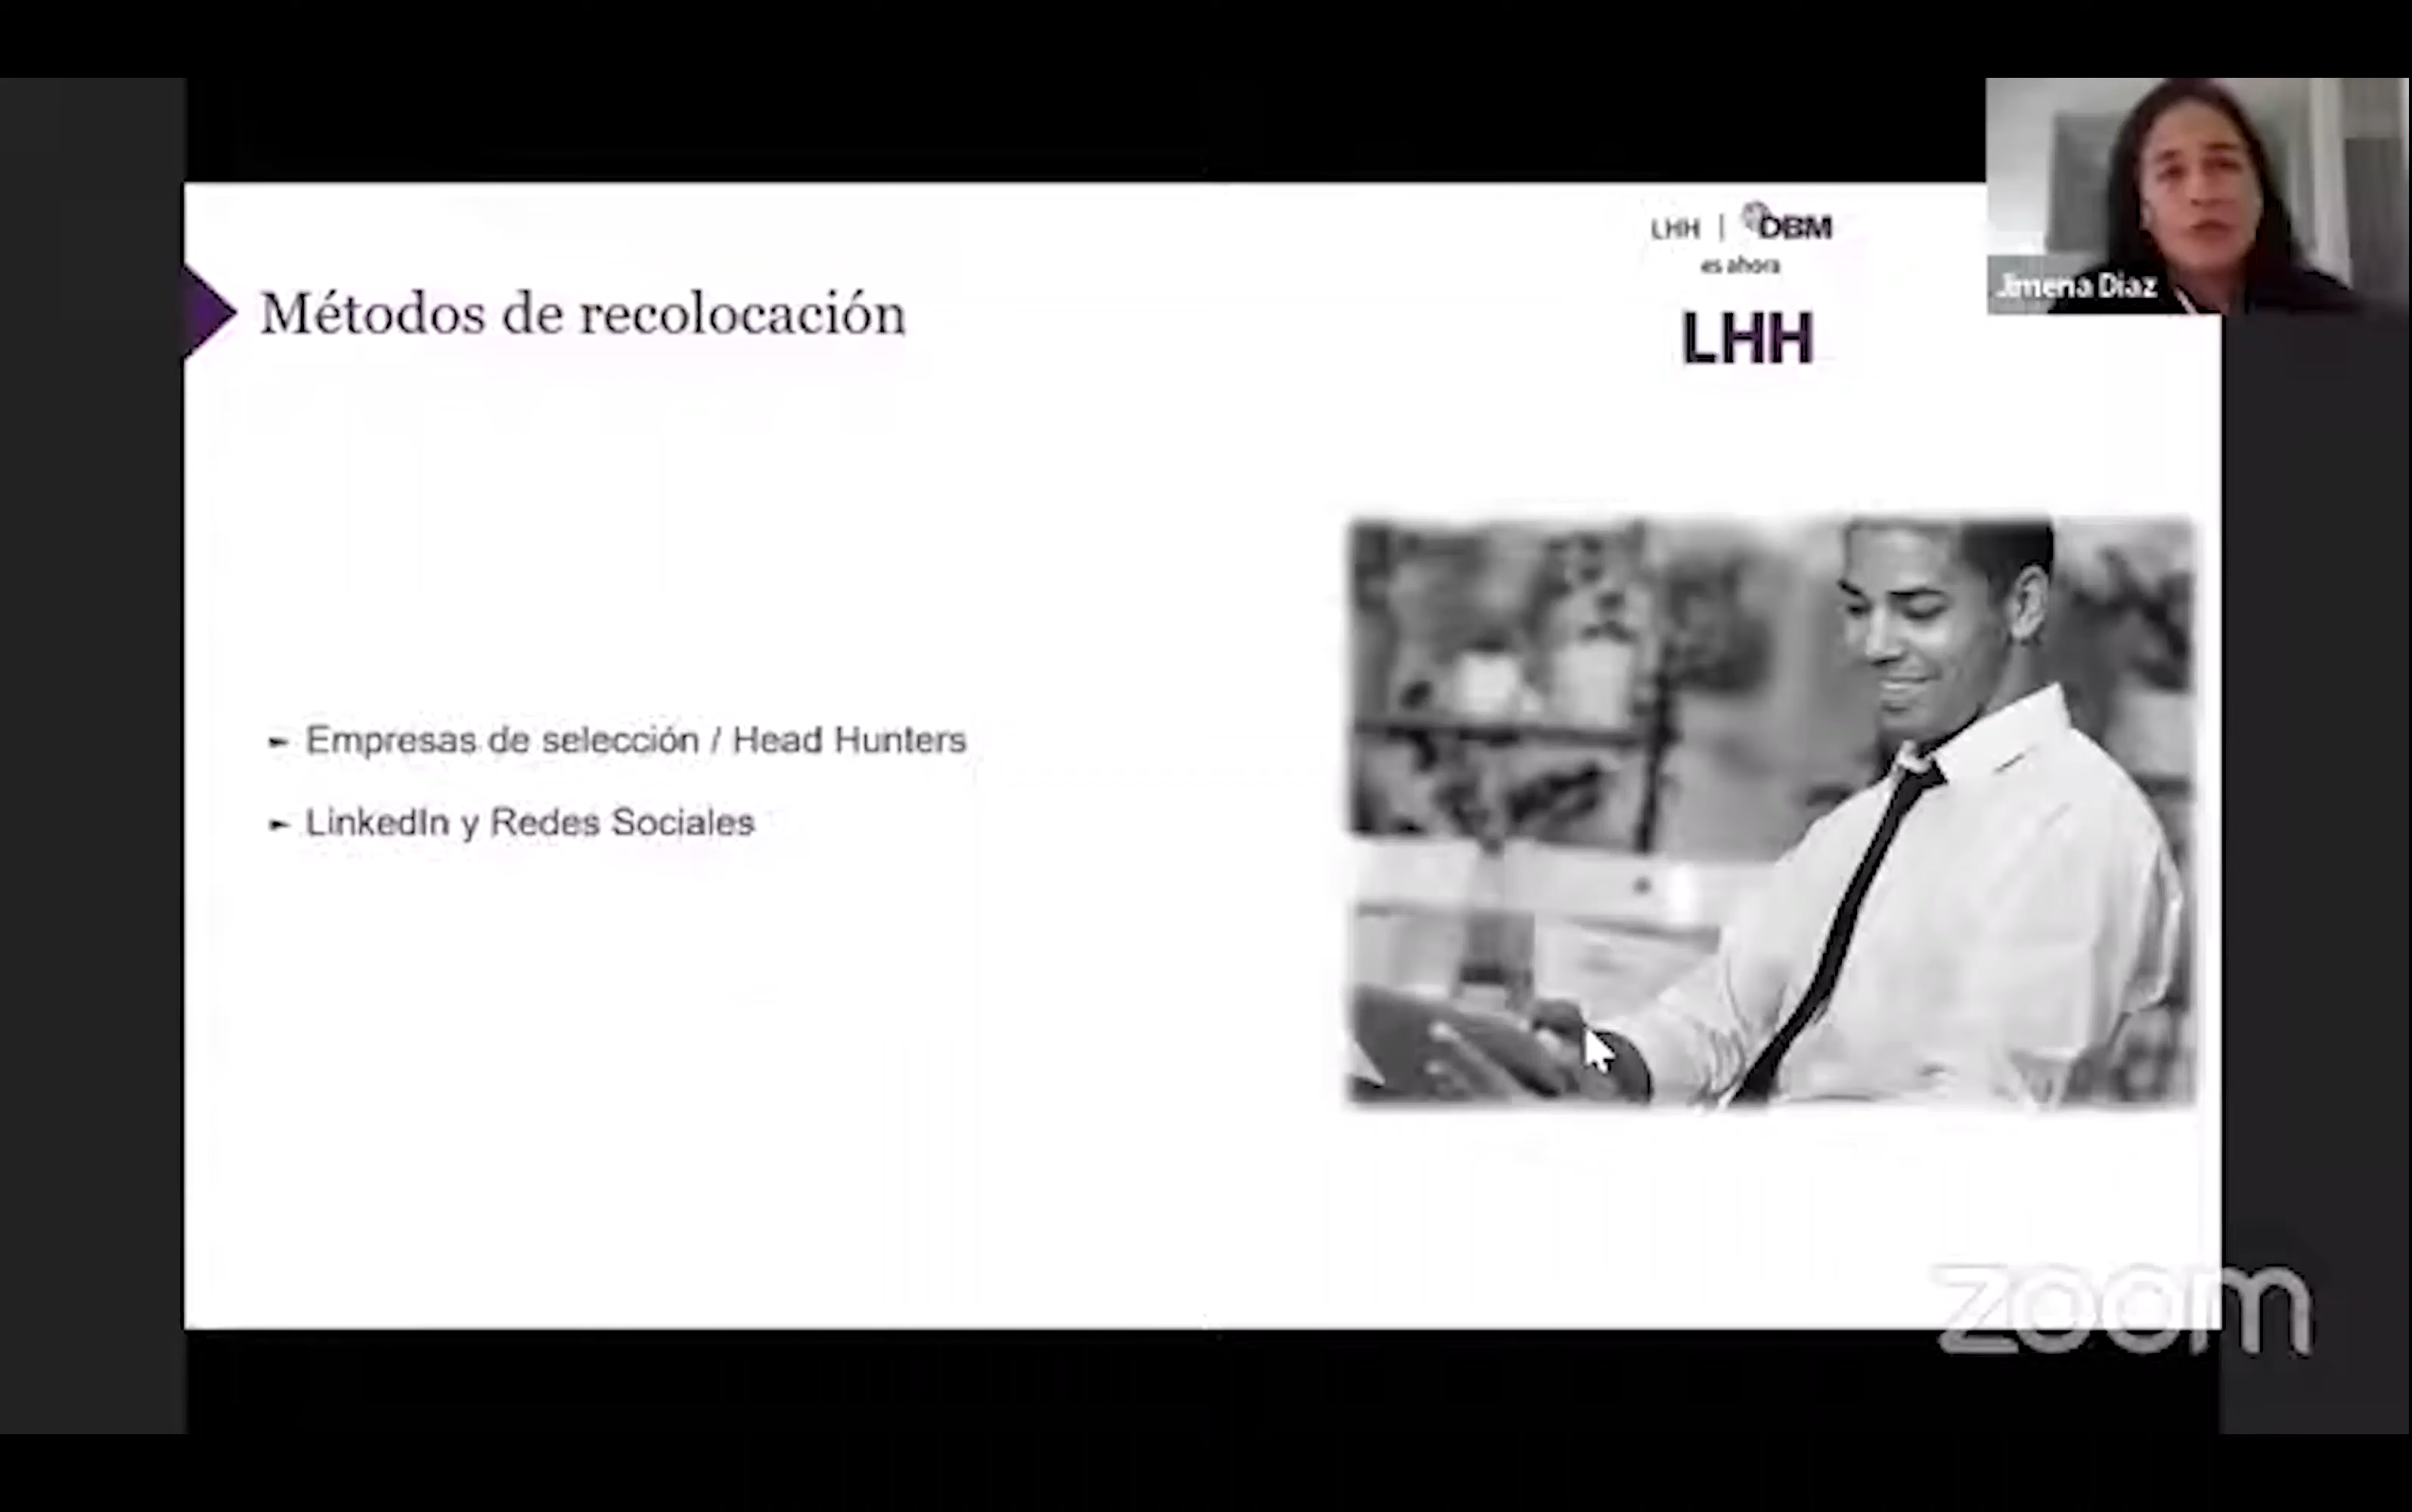 LHH | DBM
es ahora
LHH
Jimena Diaz
Métodos de recolocación
► Empresas de selección / Head Hunters
► LinkedIn y Redes Sociales
zoom